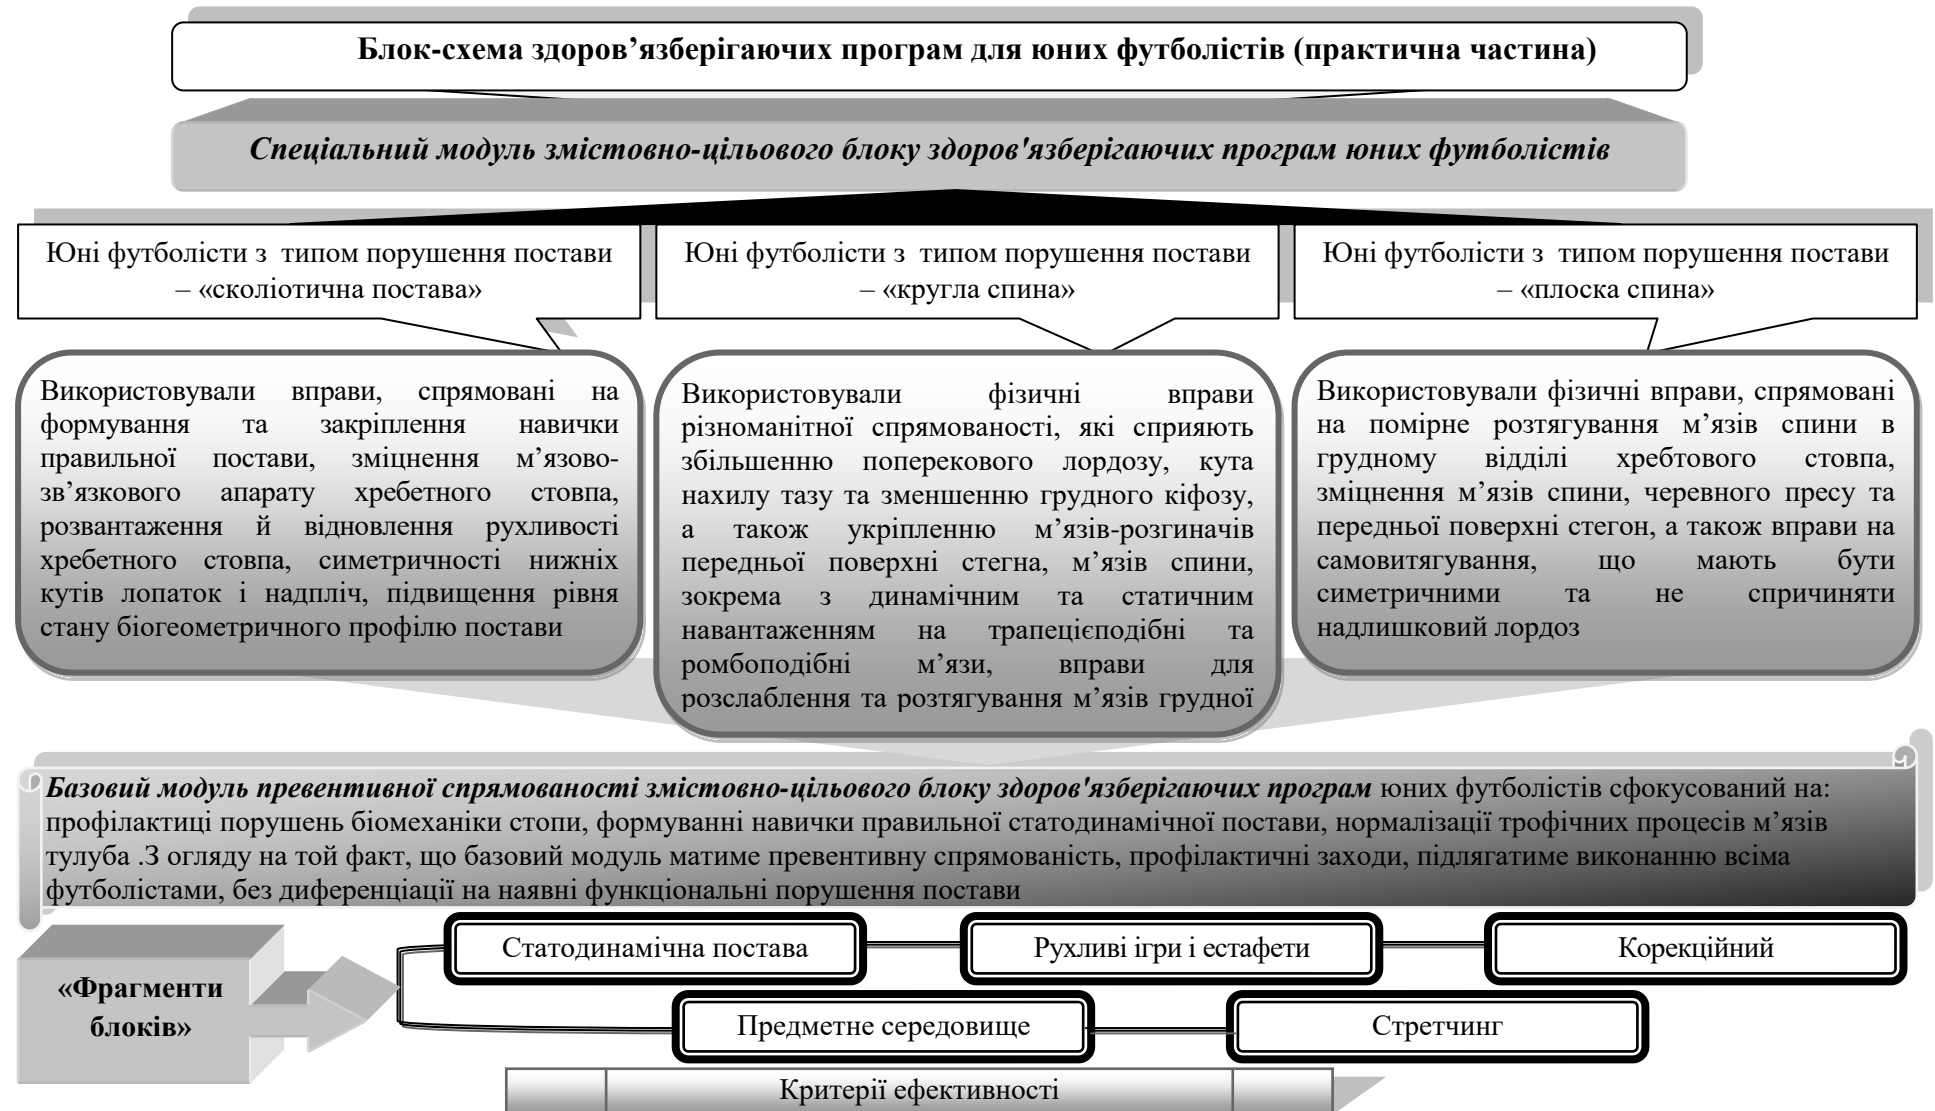 Блок-схема здоров’язберігаючих програм для юних футболістів (практична частина)
Спеціальний модуль змістовно-цільового блоку здоров'язберігаючих програм юних футболістів
Юні футболісти з типом порушення постави
– «сколіотична постава»
Юні футболісти з типом порушення постави
– «кругла спина»
Юні футболісти з типом порушення постави
– «плоска спина»
Використовували вправи, спрямовані на
формування та закріплення навички
правильної постави, зміцнення м’язово-
зв’язкового апарату хребетного стовпа,
розвантаження й відновлення рухливості
хребетного стовпа, симетричності нижніх
кутів лопаток і надпліч, підвищення рівня
стану біогеометричного профілю постави
Використовували фізичні вправи
різноманітної спрямованості, які сприяють
збільшенню поперекового лордозу, кута
нахилу тазу та зменшенню грудного кіфозу,
а також укріпленню м’язів-розгиначів
передньої поверхні стегна, м’язів спини,
зокрема з динамічним та статичним
навантаженням на трапецієподібні та
ромбоподібні м’язи, вправи для
розслаблення та розтягування м’язів грудної
Використовували фізичні вправи, спрямовані
на помірне розтягування м’язів спини в
грудному відділі хребтового стовпа,
зміцнення м’язів спини, черевного пресу та
передньої поверхні стегон, а також вправи на
самовитягування, що мають бути
симетричними та не спричиняти
надлишковий лордоз
Базовий модуль превентивної спрямованості змістовно-цільового блоку здоров'язберігаючих програм юних футболістів сфокусований на:
профілактиці порушень біомеханіки стопи, формуванні навички правильної статодинамічної постави, нормалізації трофічних процесів м’язів
тулуба .З огляду на той факт, що базовий модуль матиме превентивну спрямованість, профілактичні заходи, підлягатиме виконанню всіма
футболістами, без диференціації на наявні функціональні порушення постави
«Фрагменти
блоків»
Статодинамічна постава
Рухливі ігри і естафети
Корекційний
Предметне середовище
Стретчинг
Критерії ефективності